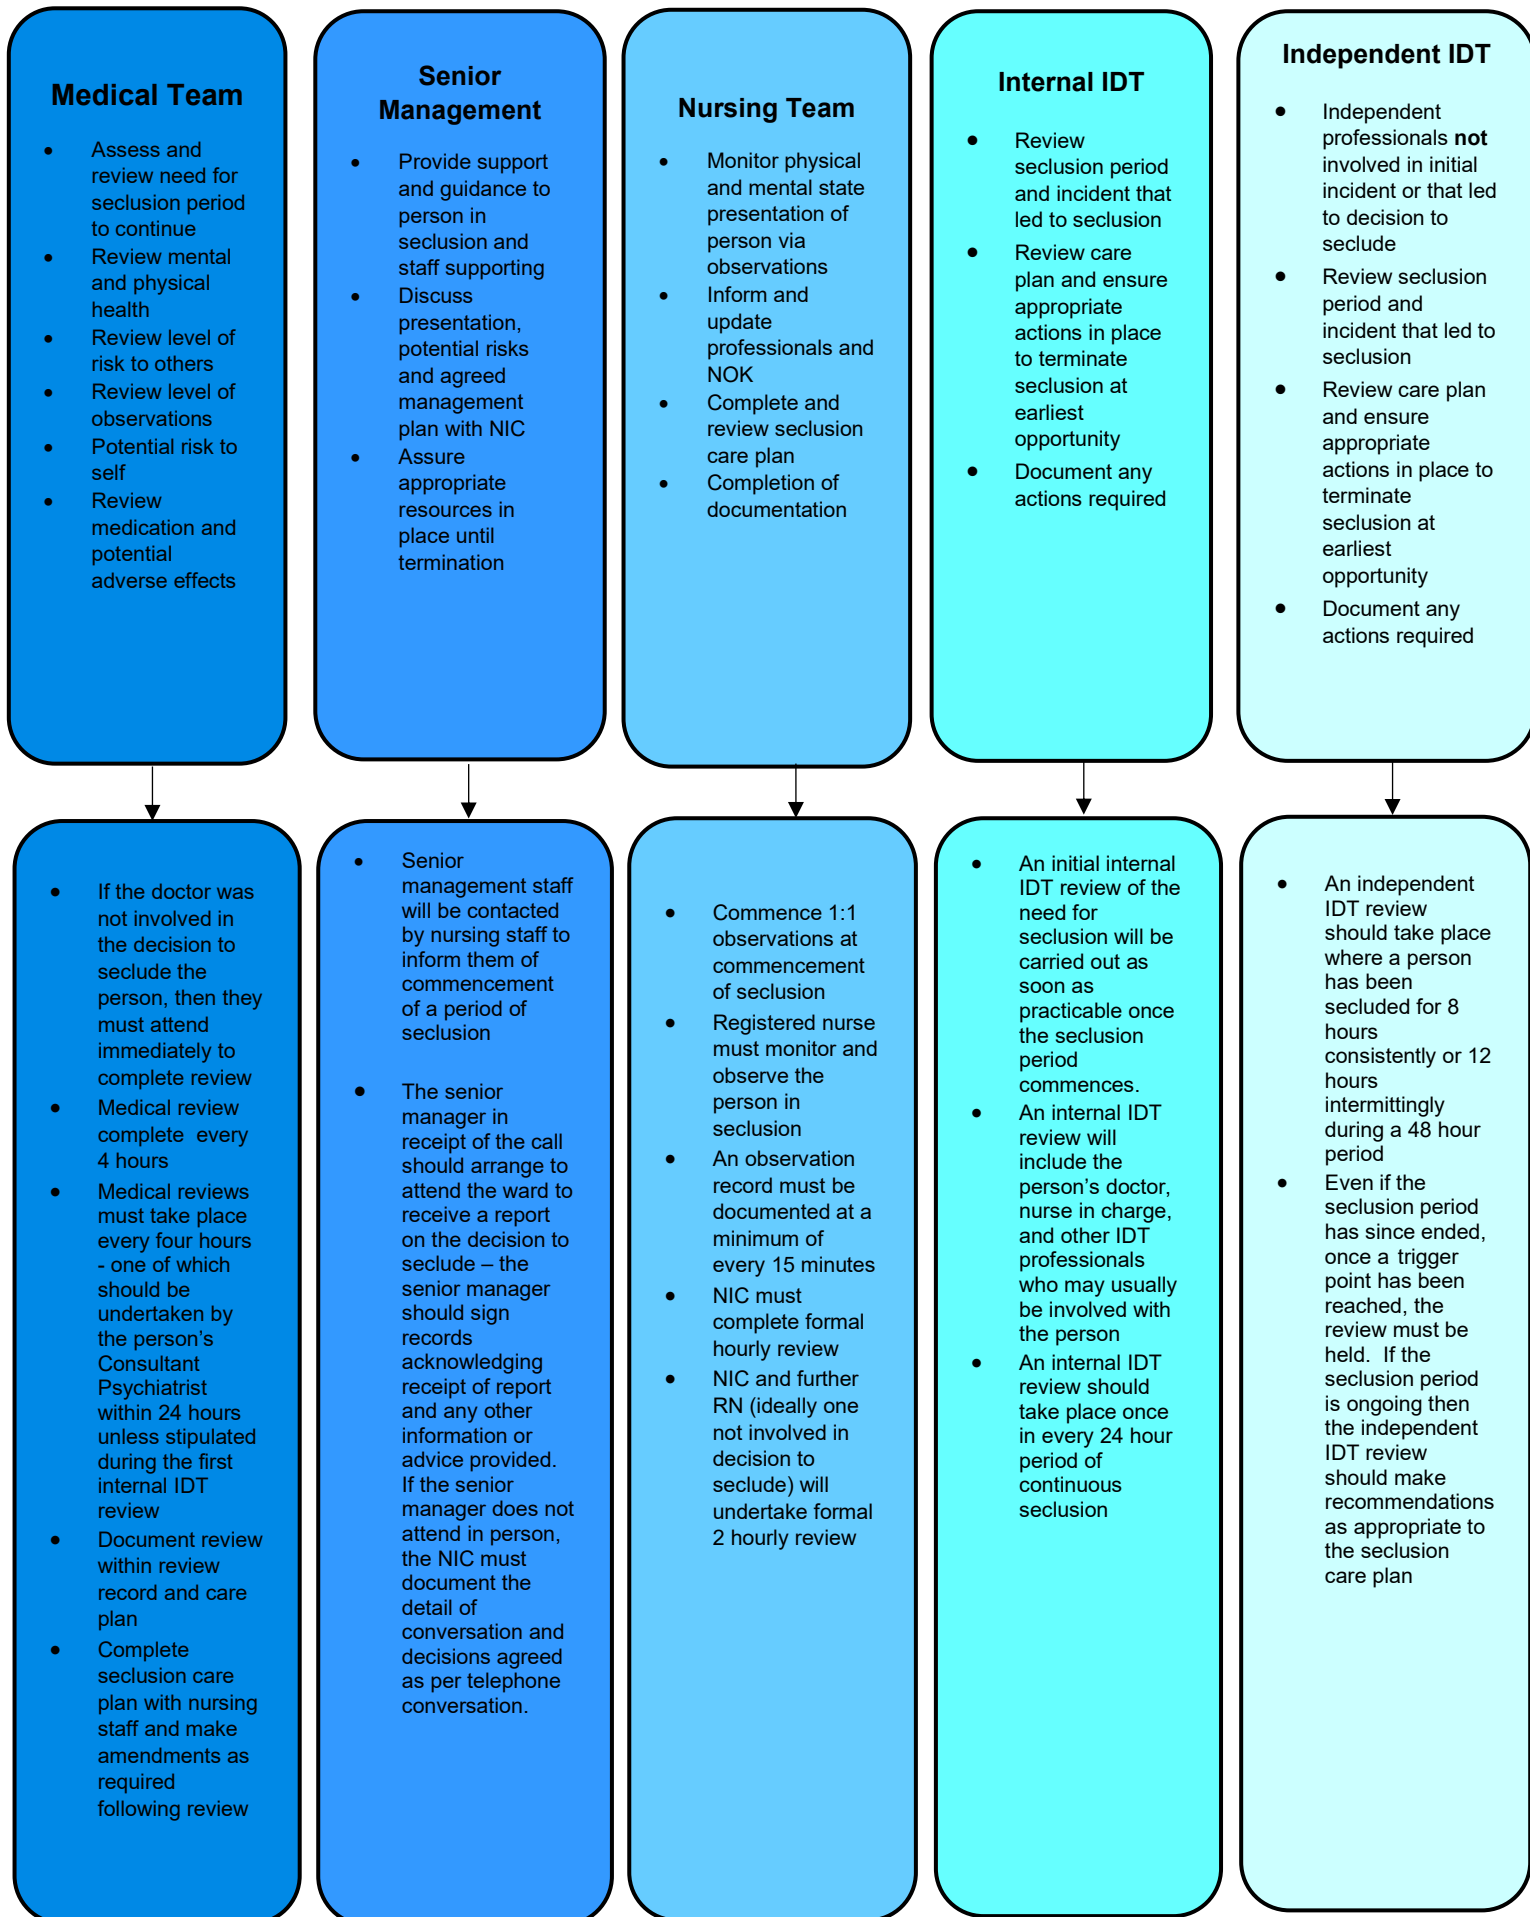 Medical Team
Assess and
review need for
seclusion period
to continue
Review mental
and physical
health
Review level of
risk to others
Review level of
observations
Potential risk to
self
Review
medication and
potential
adverse effects
If the doctor was
not involved in
the decision to
seclude the
person, then they
must attend
immediately to
complete review
Medical review
complete every
4 hours
Medical reviews
must take place
every four hours
- one of which
should be
undertaken by
the person’s
Consultant
Psychiatrist
within 24 hours
unless stipulated
during the first
internal IDT
review
Document review
within review
record and care
plan
Complete
seclusion care
plan with nursing
staff and make
amendments as
required
following review
Senior
Management
Provide support
and guidance to
person in
seclusion and
staff supporting
Discuss
presentation,
potential risks
and agreed
management
plan with NIC
Assure
appropriate
resources in
place until
termination
Senior
management staff
will be contacted
by nursing staff to
inform them of
commencement
of a period of
seclusion
The senior
manager in
receipt of the call
should arrange to
attend the ward to
receive a report
on the decision to
seclude – the
senior manager
should sign
records
acknowledging
receipt of report
and any other
information or
advice provided.
If the senior
manager does not
attend in person,
the NIC must
document the
detail of
conversation and
decisions agreed
as per telephone
conversation.
Nursing Team
Monitor physical
and mental state
presentation of
person via
observations
Inform and
update
professionals and
NOK
Complete and
review seclusion
care plan
Completion of
documentation
Commence 1:1
observations at
commencement
of seclusion
Registered nurse
must monitor and
observe the
person in
seclusion
An observation
record must be
documented at a
minimum of
every 15 minutes
NIC must
complete formal
hourly review
NIC and further
RN (ideally one
not involved in
decision to
seclude) will
undertake formal
2 hourly review
Internal IDT
Review
seclusion period
and incident that
led to seclusion
Review care
plan and ensure
appropriate
actions in place
to terminate
seclusion at
earliest
opportunity
Document any
actions required
An initial internal
IDT review of the
need for
seclusion will be
carried out as
soon as
practicable once
the seclusion
period
commences.
An internal IDT
review will
include the
person’s doctor,
nurse in charge,
and other IDT
professionals
who may usually
be involved with
the person
An internal IDT
review should
take place once
in every 24 hour
period of
continuous
seclusion
Independent IDT
Independent
professionals not
involved in initial
incident or that led
to decision to
seclude
Review seclusion
period and
incident that led to
seclusion
Review care plan
and ensure
appropriate
actions in place to
terminate
seclusion at
earliest
opportunity
Document any
actions required
An independent
IDT review
should take place
where a person
has been
secluded for 8
hours
consistently or 12
hours
intermittingly
during a 48 hour
period
Even if the
seclusion period
has since ended,
once a trigger
point has been
reached, the
review must be
held. If the
seclusion period
is ongoing then
the independent
IDT review
should make
recommendations
as appropriate to
the seclusion
care plan